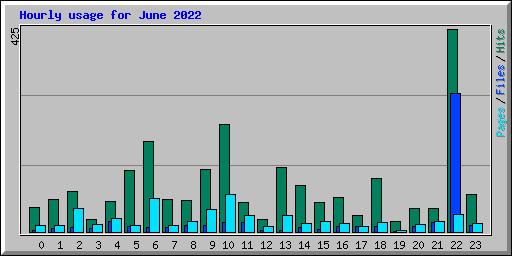 Hourly usage for June 2022
425
Pages/Files/Hits
0 1 2 3 4 5 6 7 8 9 10 11 12 13 14 15 16 17 18 19 20 21 22 23